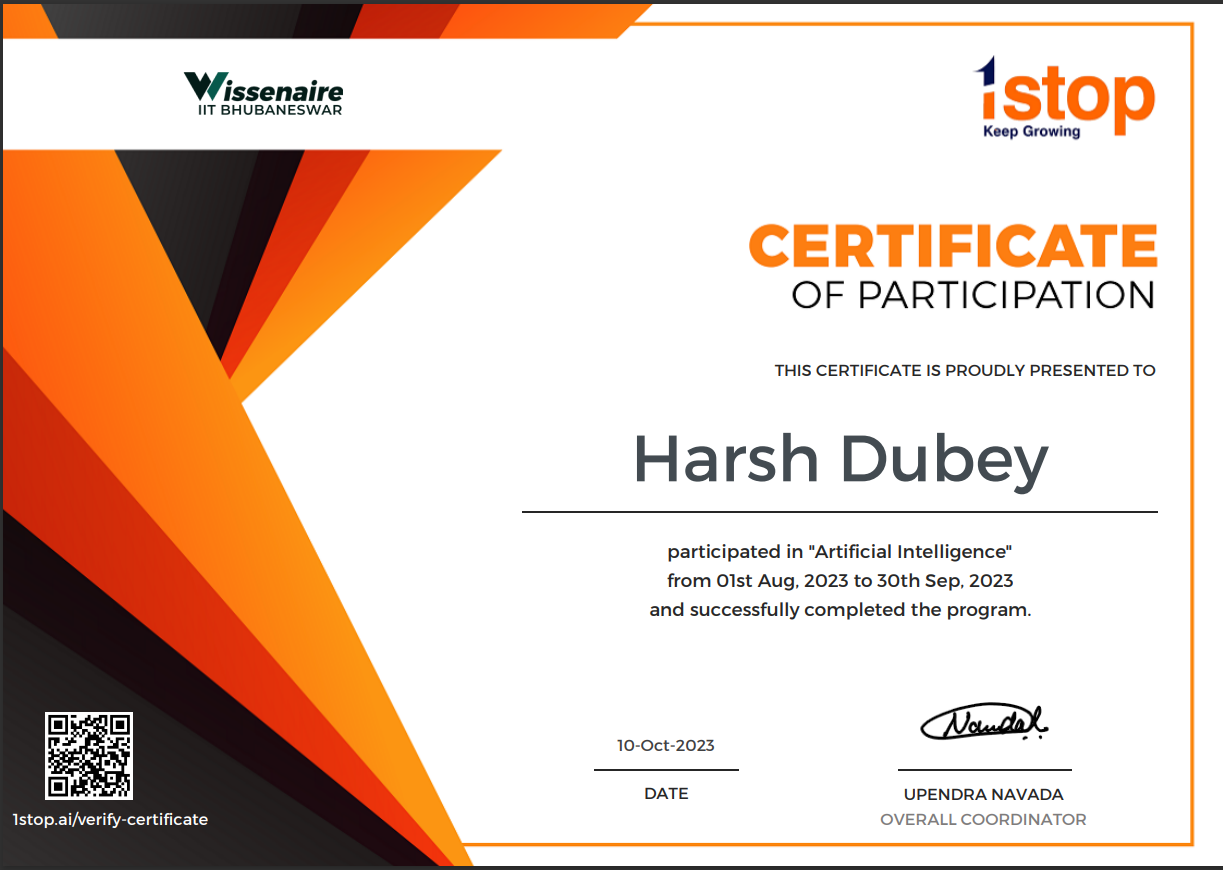 Wissenaire
IIT BHUBANESWAR
1stop
Keep Growing
CERTIFICATE
OF PARTICIPATION
THIS CERTIFICATE IS PROUDLY PRESENTED TO
Harsh Dubey
participated in "Artificial Intelligence"
from 01st Aug, 2023 to 30th Sep, 2023
and successfully completed the program.
10-Oct-2023
DATE
UPENDRA NAVADA
OVERALL COORDINATOR
1stop.ai/verify-certificate